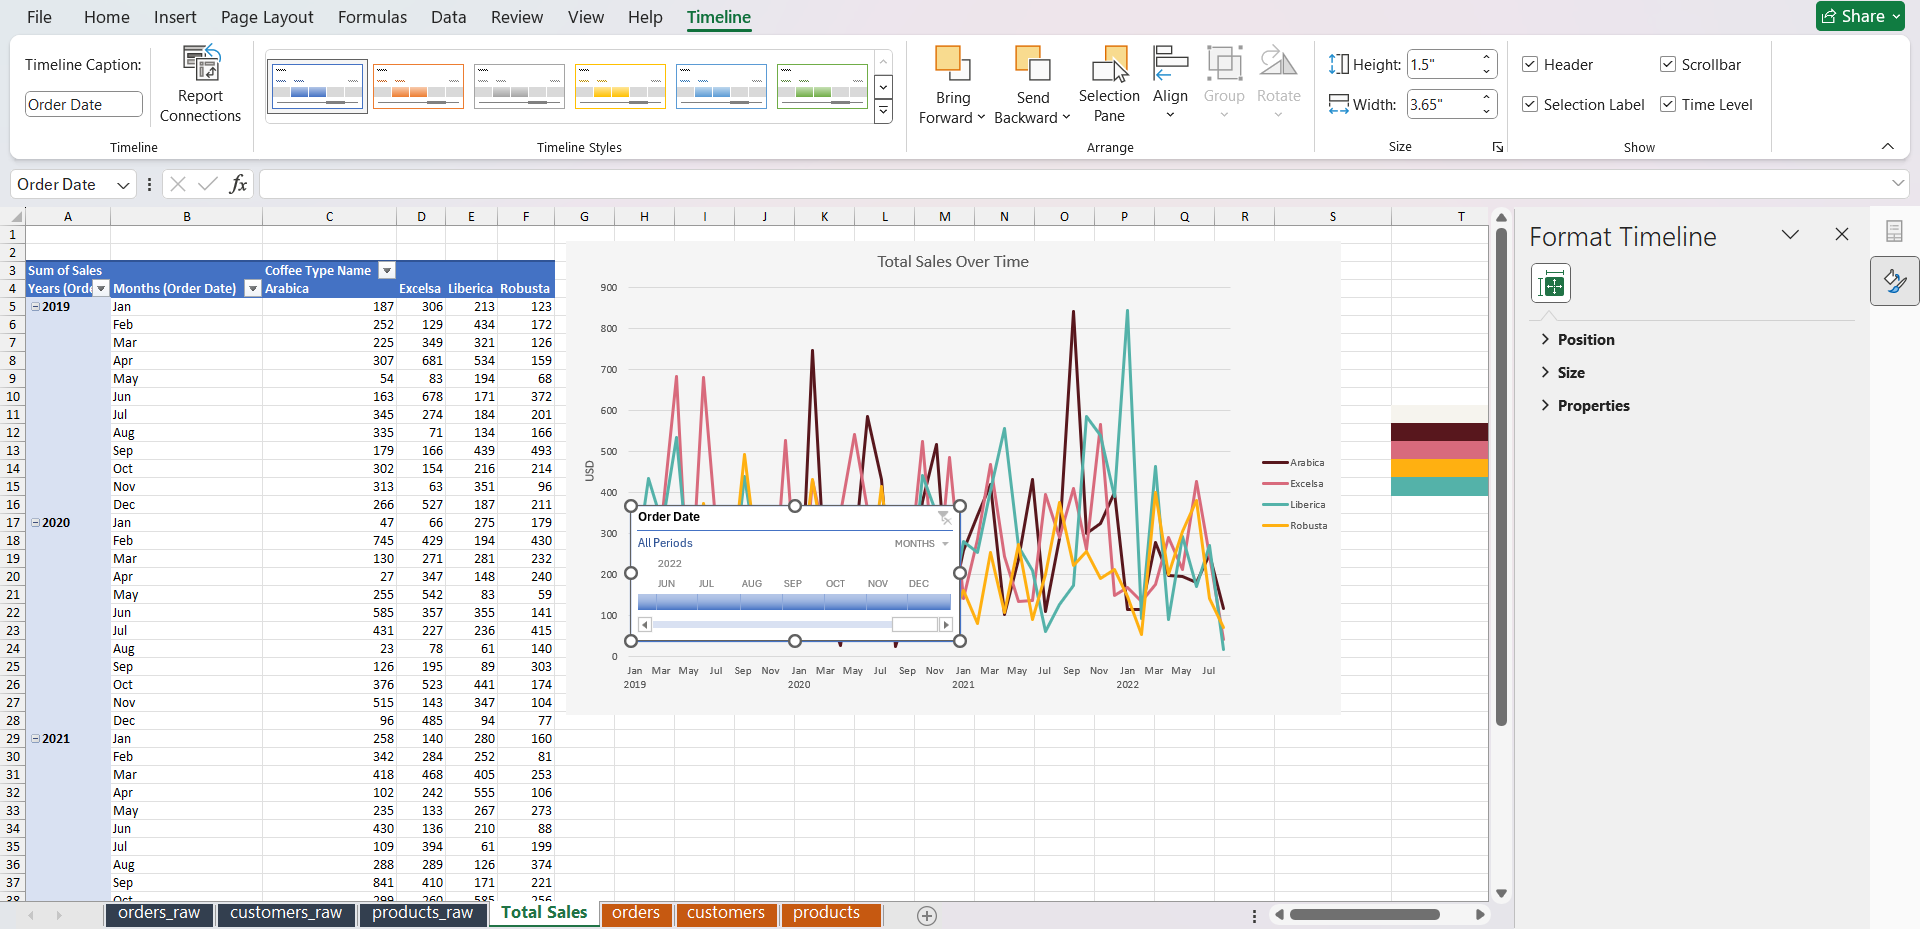 File Home Insert Page Layout Formulas Data Review View Help Timeline Share
Timeline Caption:
Order Date
Report Connections
Timeline
Timeline Styles
Bring Forward
Send Backward
Selection Pane
Align
Group
Rotate
Arrange
Height: 1.5"
Width: 3.65"
Size
Header
Scrollbar
Selection Label
Time Level
Show
Order Date fx
A B C D E F G H I J K L M N O P Q R S T
1
2
3 Sum of Sales Coffee Type Name
4 Years (Orde Months (Order Date) Arabica Excelsa Liberica Robusta
5 2019 Jan 187 306 213 123
6 Feb 252 129 434 172
7 Mar 225 349 321 126
8 Apr 307 681 534 159
9 May 54 83 194 68
10 Jun 163 678 171 372
11 Jul 345 274 184 201
12 Aug 335 71 134 166
13 Sep 179 166 439 493
14 Oct 302 154 216 214
15 Nov 313 63 351 96
16 Dec 266 527 187 211
17 2020 Jan 47 66 275 179
18 Feb 745 429 194 430
19 Mar 130 271 281 232
20 Apr 27 347 148 240
21 May 255 542 83 59
22 Jun 585 357 355 141
23 Jul 431 227 236 415
24 Aug 23 78 61 140
25 Sep 126 195 89 303
26 Oct 376 523 441 174
27 Nov 515 143 347 104
28 Dec 96 485 94 77
29 2021 Jan 258 140 280 160
30 Feb 342 284 252 81
31 Mar 418 468 405 253
32 Apr 102 242 555 106
33 May 235 133 267 273
34 Jun 430 136 210 88
35 Jul 109 394 61 199
36 Aug 288 289 126 374
37 Sep 841 410 171 221
38 Oct 299 260 585 256
Total Sales Over Time
900
800
700
600
500
400
300
200
100
0
USD
Order Date
All Periods MONTHS
2022
JUN JUL AUG SEP OCT NOV DEC
Jan Mar May Jul Sep Nov Jan Mar May Jul Sep Nov Jan Mar May Jul Sep Nov Jan Mar May Jul
2019 2020 2021 2022
Arabica
Excelsa
Liberica
Robusta
Format Timeline
Position
Size
Properties
orders_raw customers_raw products_raw Total Sales orders customers products